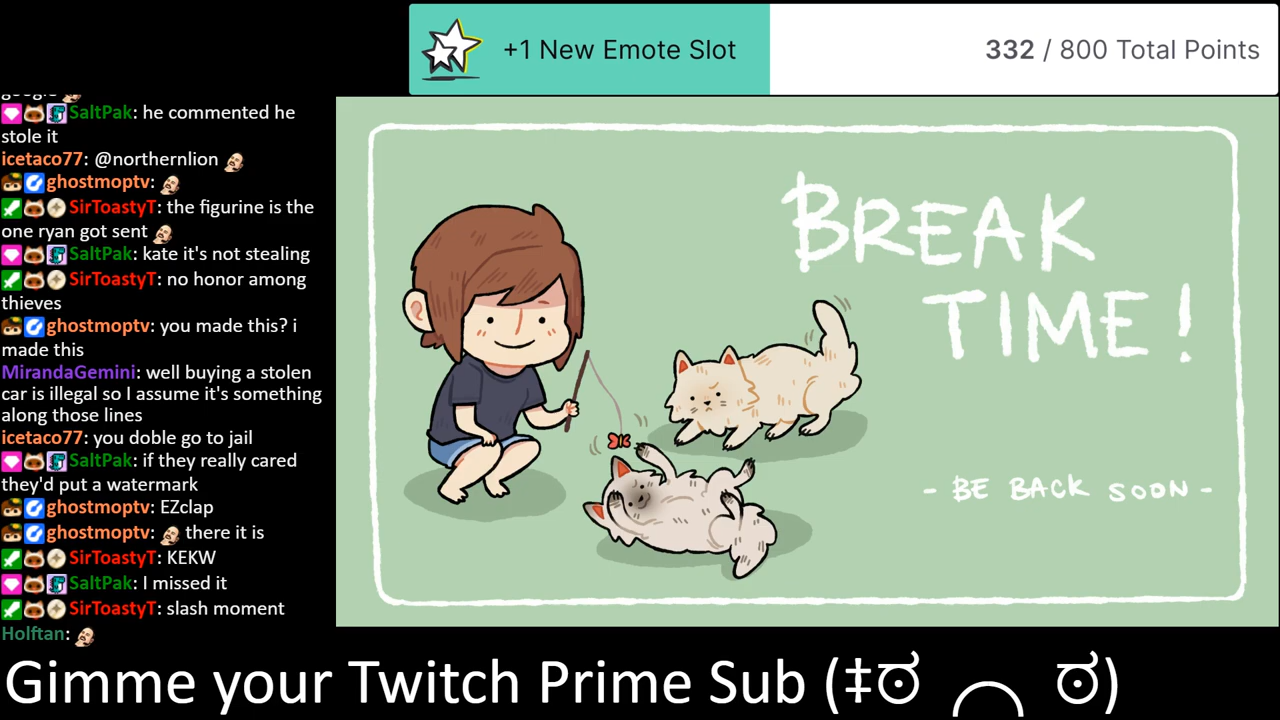 +1 New Emote Slot
332 / 800 Total Points
SaltPak: he commented he
stole it
icetaco77: @northernlion
ghostmoptv:
SirToastyT: the figurine is the
one ryan got sent
SaltPak: kate it's not stealing
SirToastyT: no honor among
thieves
ghostmoptv: you made this? i
made this
MirandaGemini: well buying a stolen
car is illegal so I assume it's something
along those lines
icetaco77: you doble go to jail
SaltPak: if they really cared
they'd put a watermark
ghostmoptv: EZclap
ghostmoptv: there it is
SirToastyT: KEKW
SaltPak: I missed it
SirToastyT: slash moment
Holftan:
BREAK
TIME!
- BE BACK SOON -
Gimme your Twitch Prime Sub (‡ಠ ⁀ ಠ)